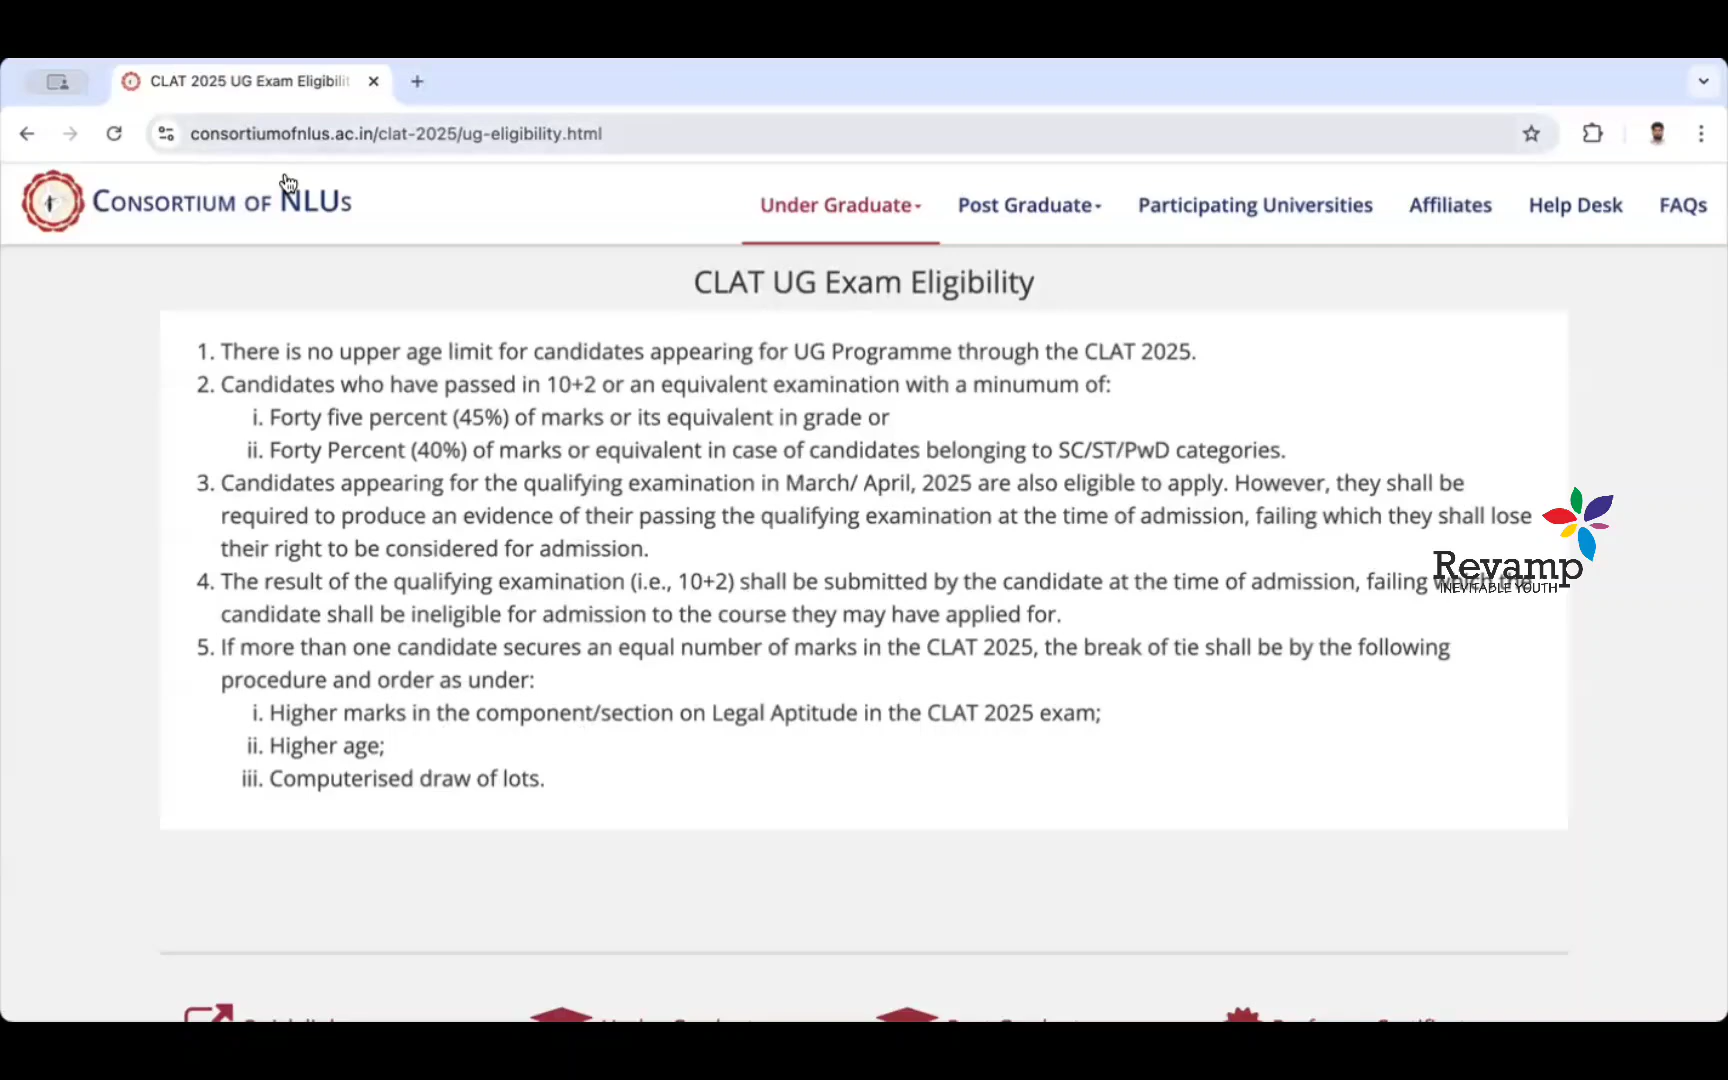 CLAT 2025 UG Exam Eligibilit
consortiumofnlus.ac.in/clat-2025/ug-eligibility.html
CONSORTIUM OF NLUS
Under Graduate
Post Graduate
Participating Universities
Affiliates
Help Desk
FAQs
CLAT UG Exam Eligibility
1. There is no upper age limit for candidates appearing for UG Programme through the CLAT 2025.
2. Candidates who have passed in 10+2 or an equivalent examination with a minumum of:
i. Forty five percent (45%) of marks or its equivalent in grade or
ii. Forty Percent (40%) of marks or equivalent in case of candidates belonging to SC/ST/PwD categories.
3. Candidates appearing for the qualifying examination in March/ April, 2025 are also eligible to apply. However, they shall be
required to produce an evidence of their passing the qualifying examination at the time of admission, failing which they shall lose
their right to be considered for admission.
4. The result of the qualifying examination (i.e., 10+2) shall be submitted by the candidate at the time of admission, failing
candidate shall be ineligible for admission to the course they may have applied for.
5. If more than one candidate secures an equal number of marks in the CLAT 2025, the break of tie shall be by the following
procedure and order as under:
i. Higher marks in the component/section on Legal Aptitude in the CLAT 2025 exam;
ii. Higher age;
iii. Computerised draw of lots.
Revamp
INEVITABLE YOUTH